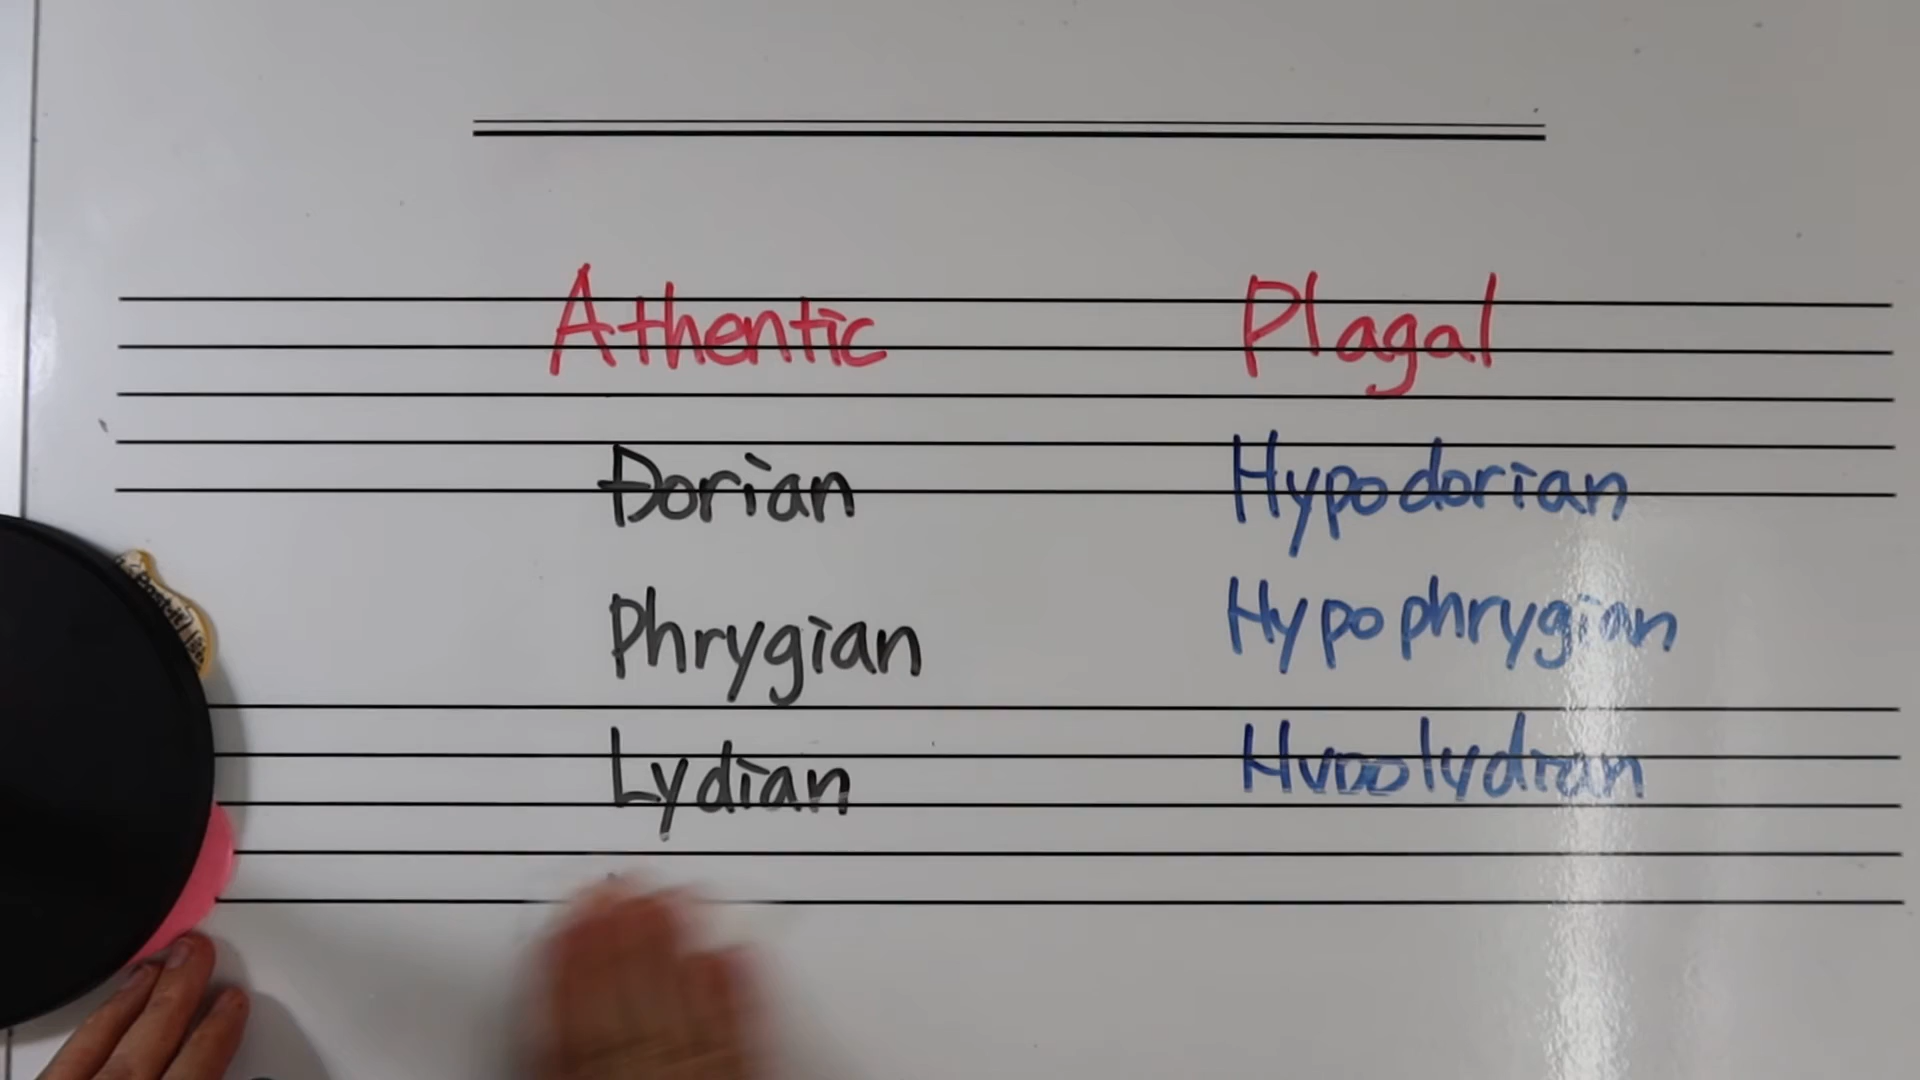 Athentic Plagal
Dorian Hypodorian
Phrygian Hypophrygian
Lydian Hypolydian